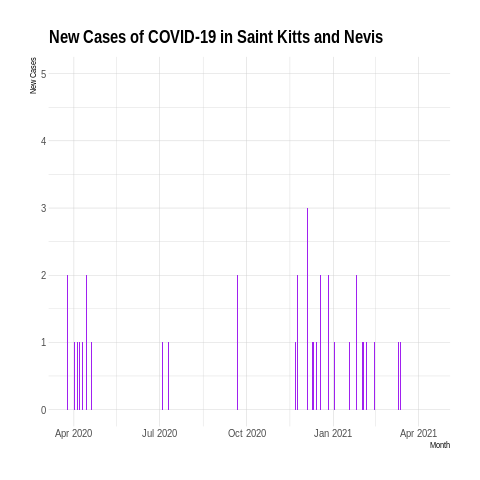 New Cases of COVID-19 in Saint Kitts and Nevis
New Cases
5
4
3
2
1
0
Apr 2020 Jul 2020 Oct 2020 Jan 2021 Apr 2021
Month